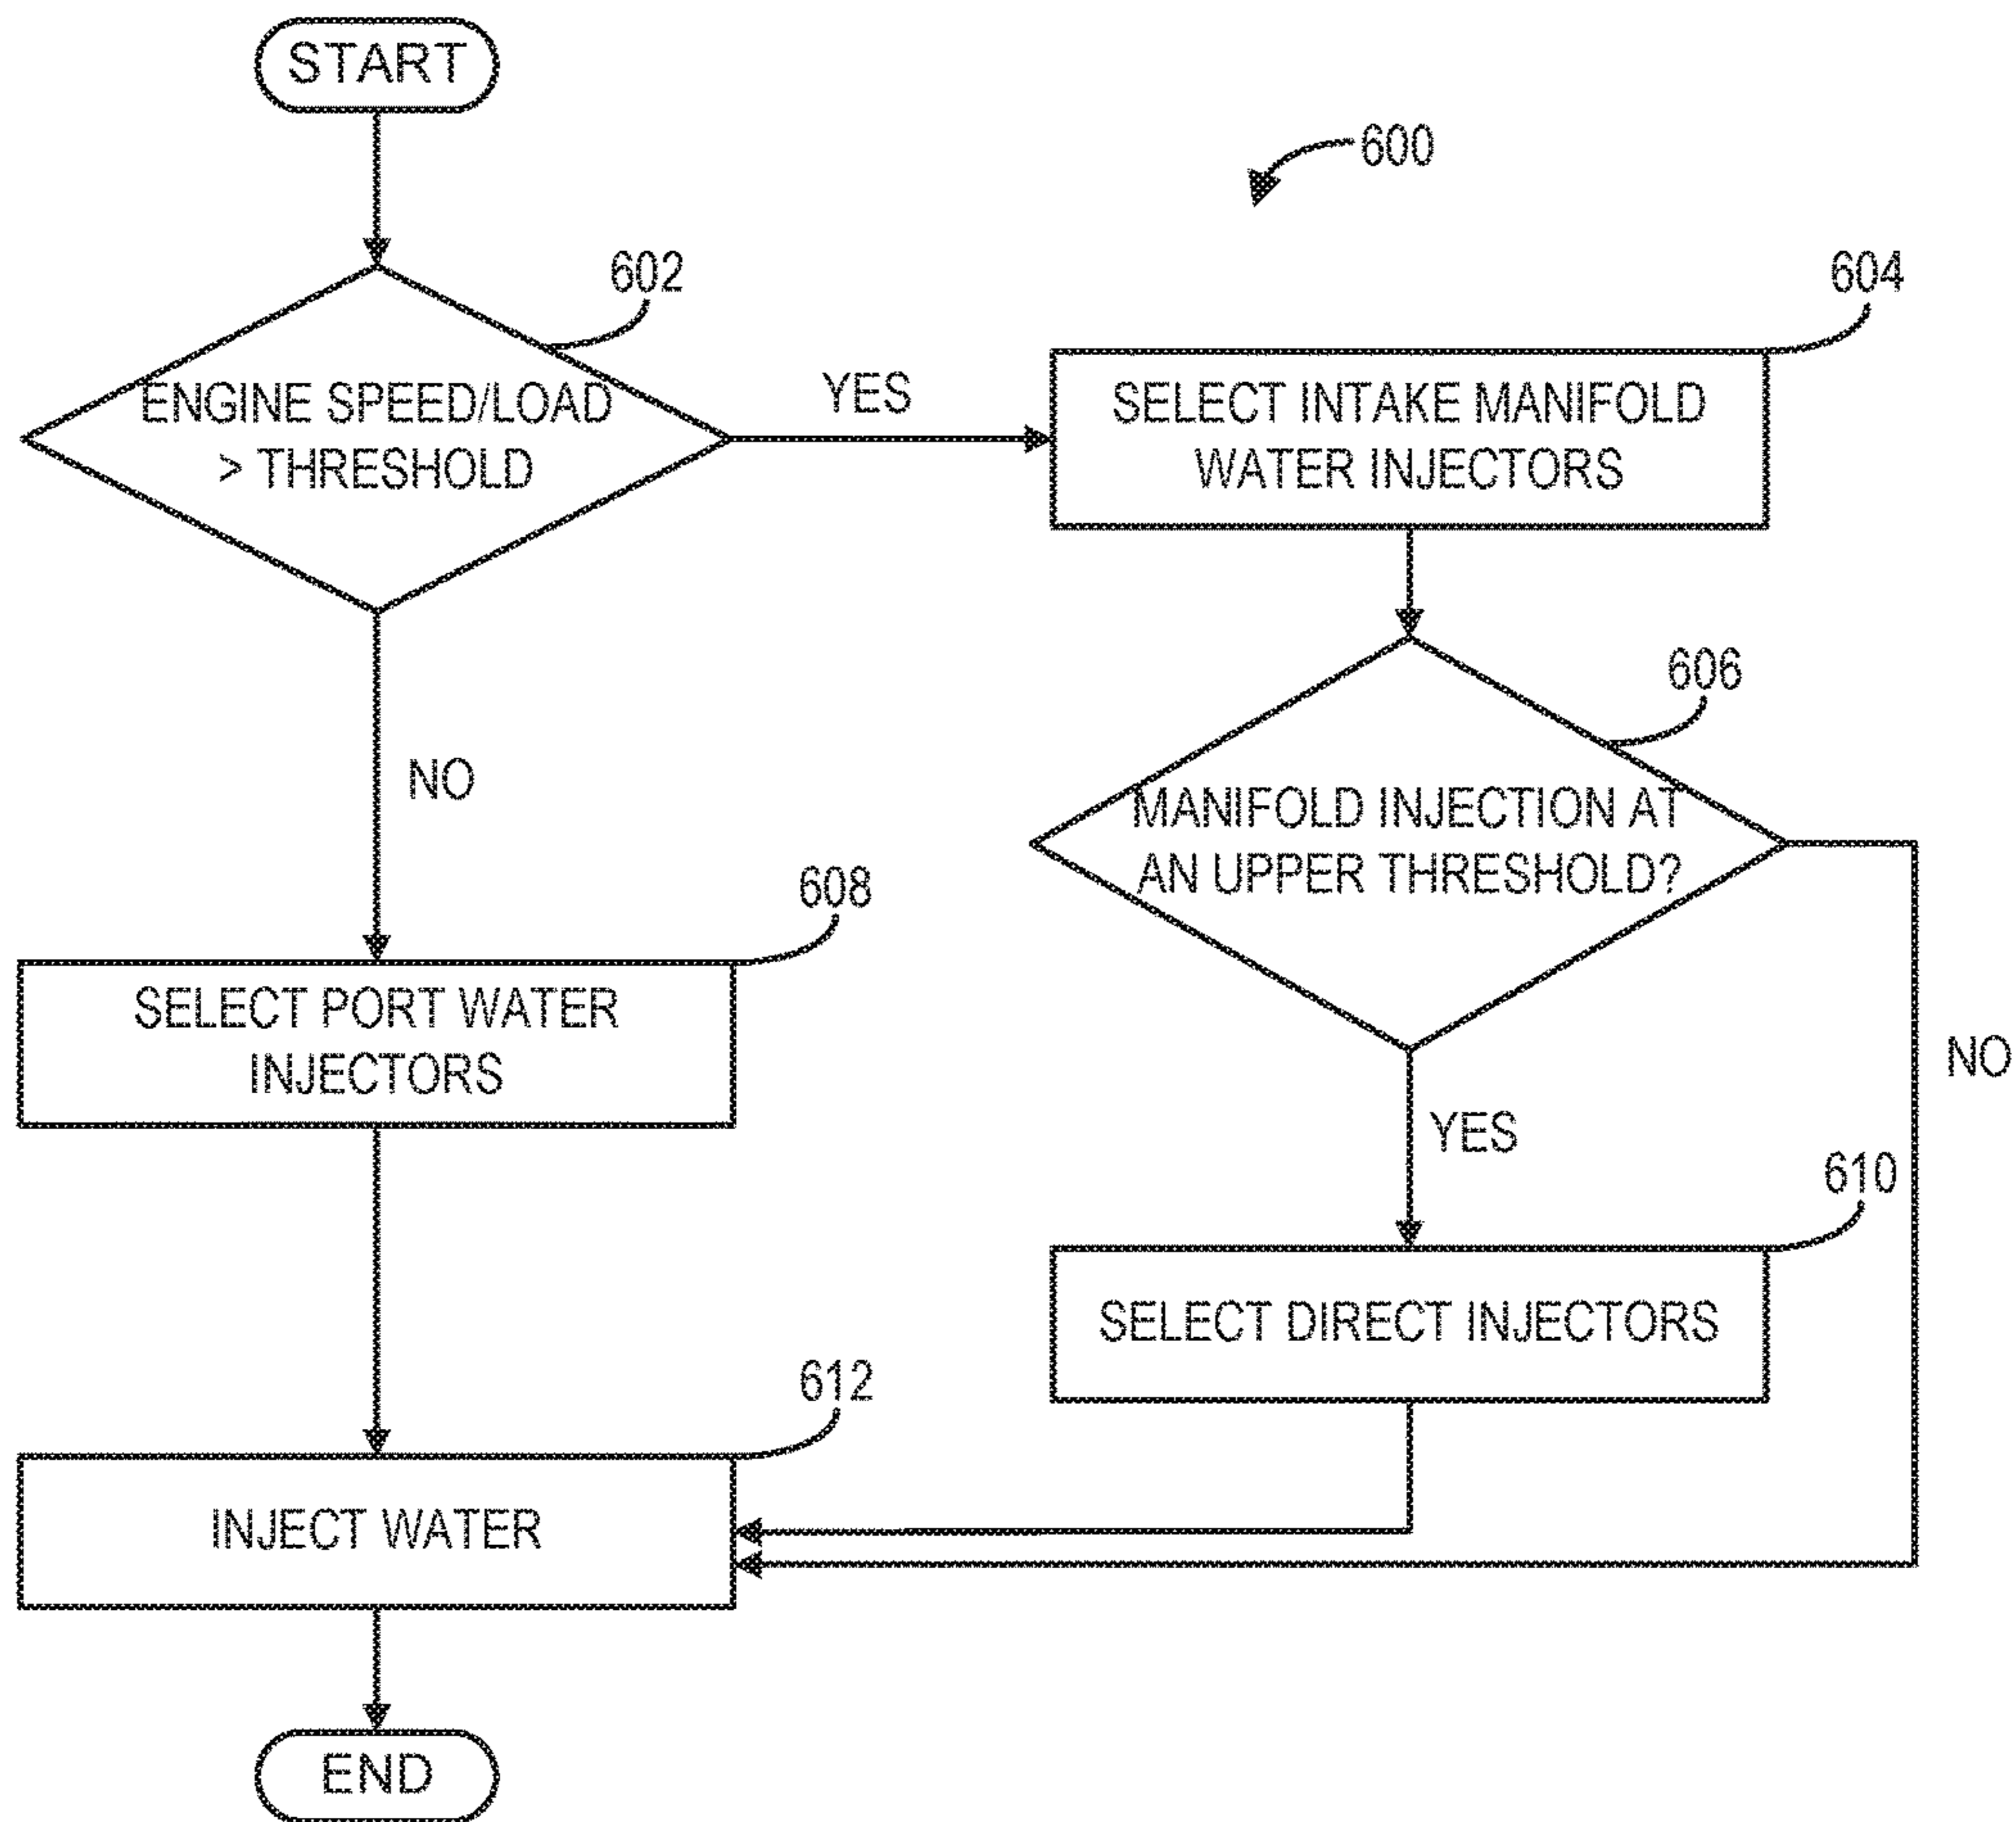 START
600
602
ENGINE SPEED/LOAD
> THRESHOLD
YES
604
SELECT INTAKE MANIFOLD
WATER INJECTORS
606
MANIFOLD INJECTION AT
AN UPPER THRESHOLD?
NO
608
SELECT PORT WATER
INJECTORS
NO
YES
610
SELECT DIRECT INJECTORS
612
INJECT WATER
END